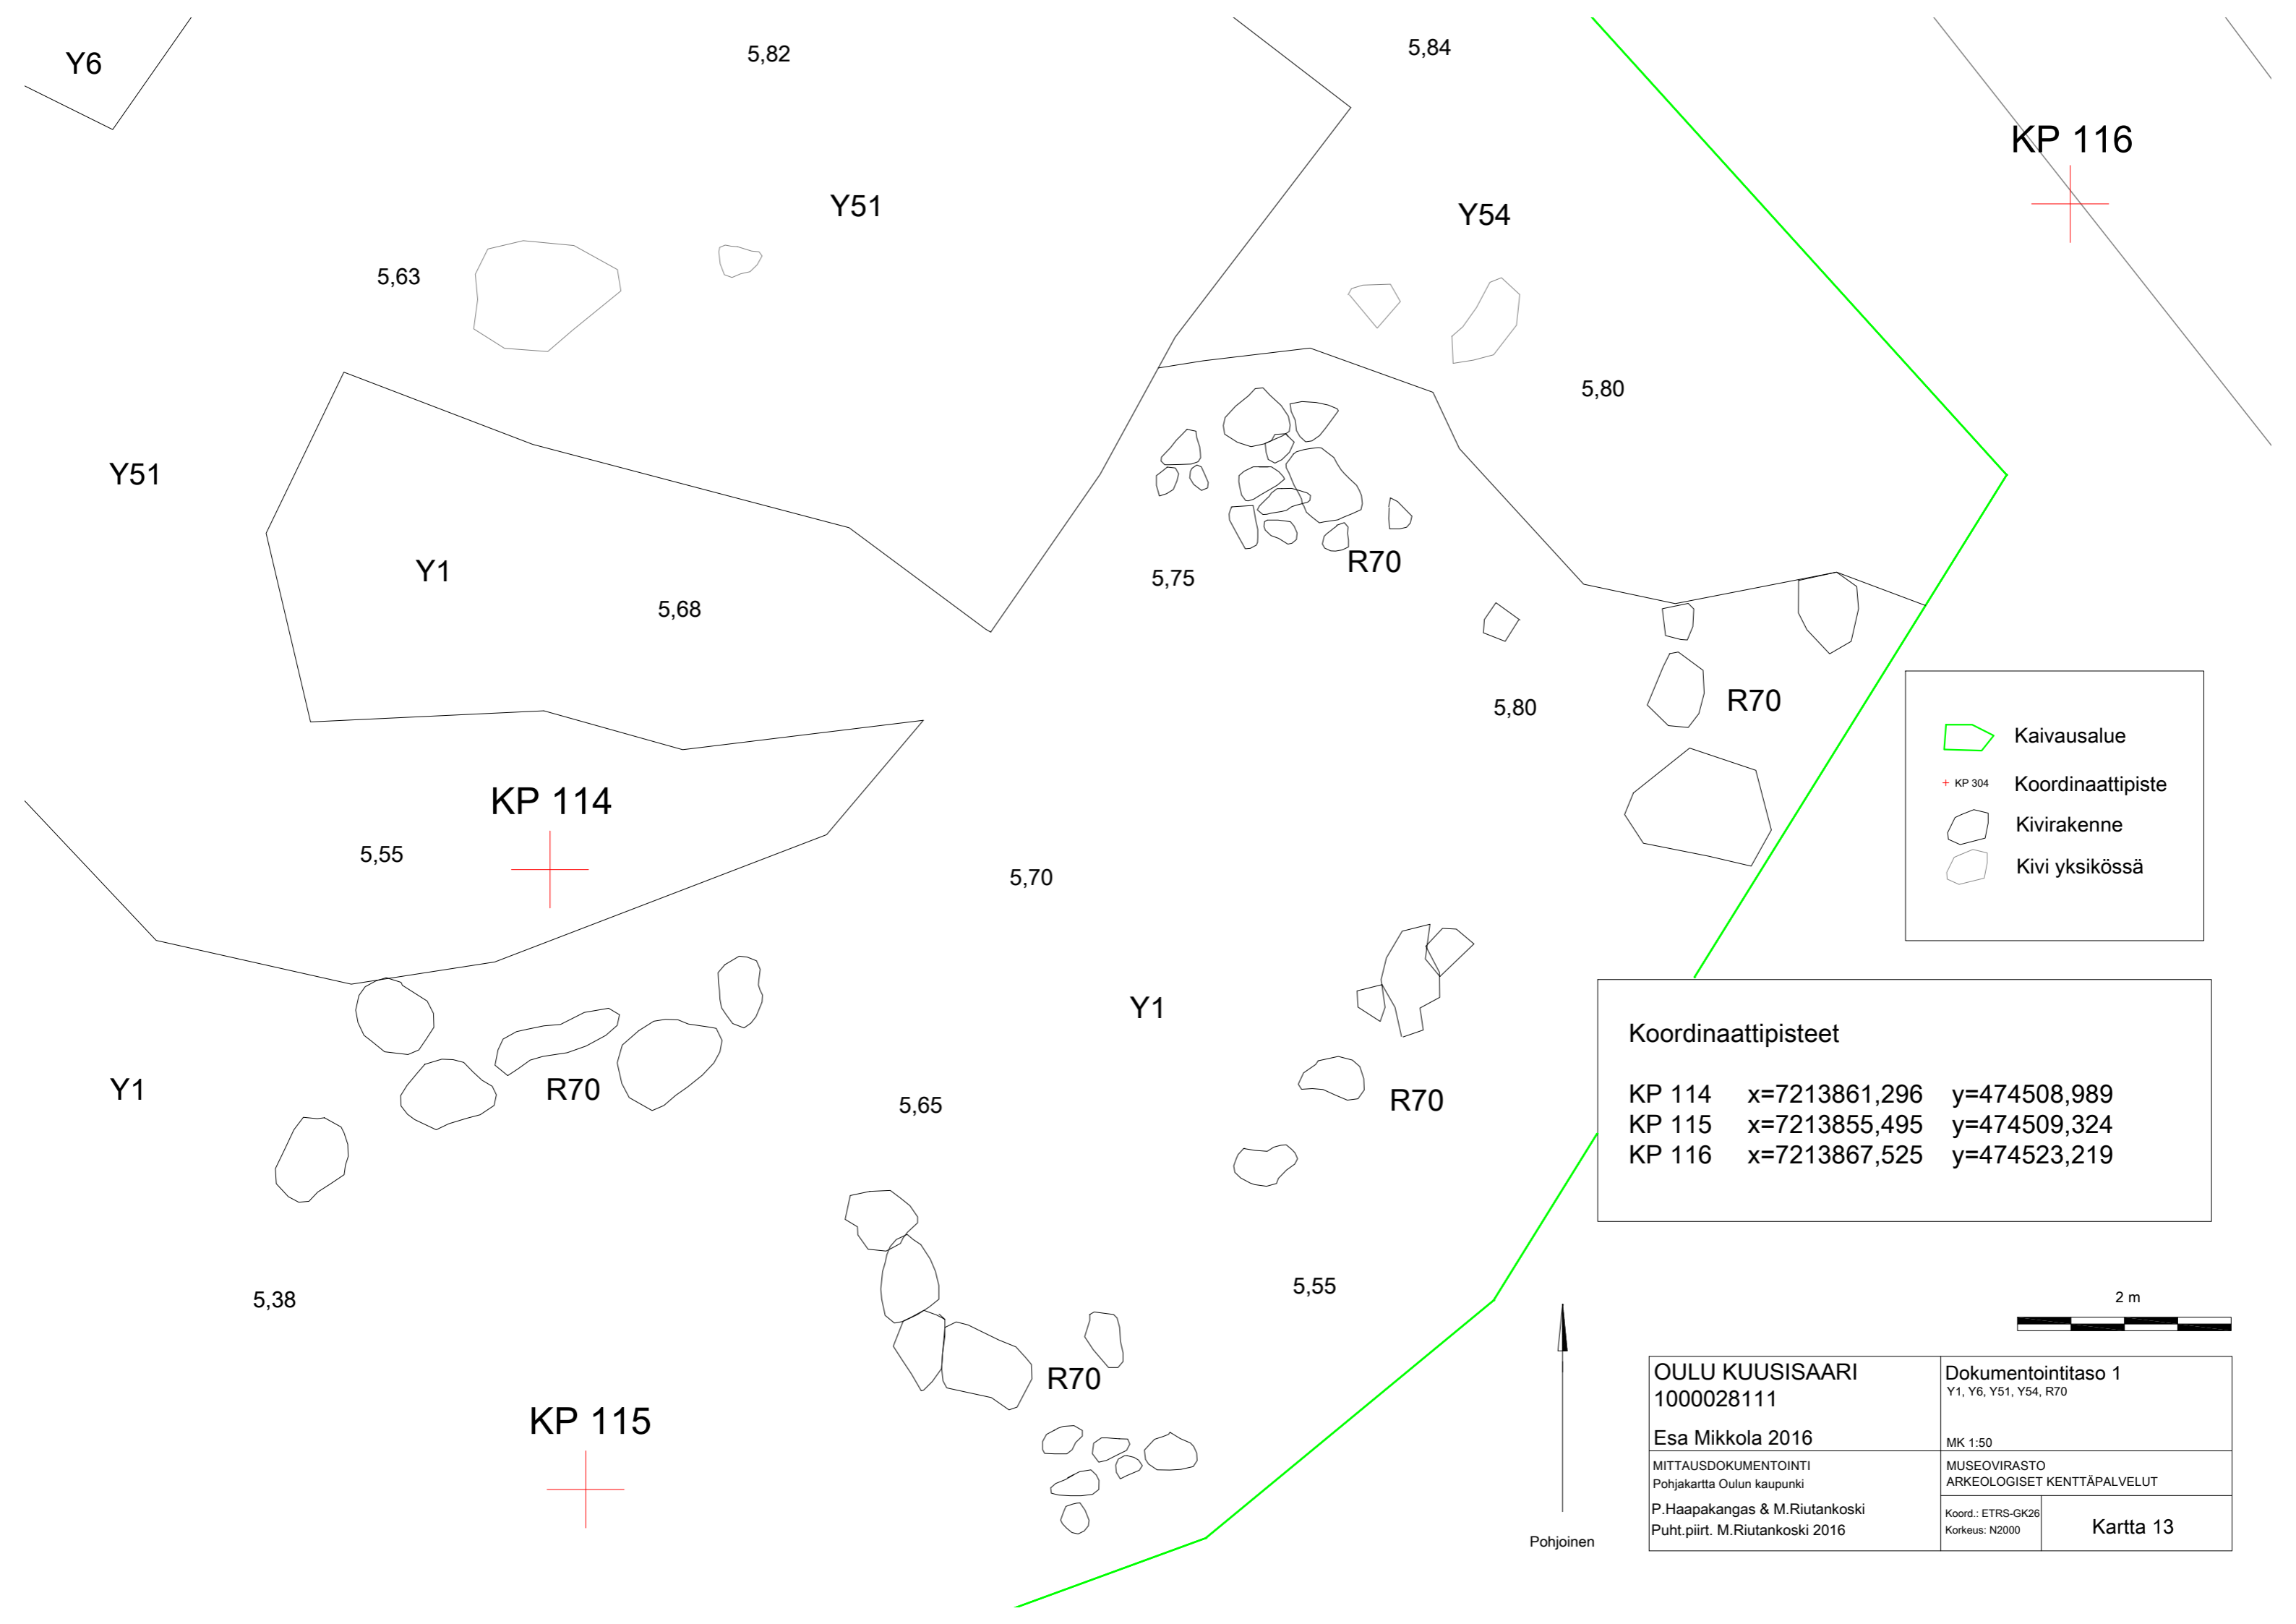 Y6
5,82
5,84
KP 116
Y51
Y54
5,63
5,80
Y51
Y1
R70
5,75
5,68
5,80
R70
Kaivausalue
KP 304 Koordinaattipiste
Kivirakenne
Kivi yksikössä
KP 114
5,55
5,70
Y1
Y1
R70
R70
5,65
Koordinaattipisteet
KP 114 x=7213861,296 y=474508,989
KP 115 x=7213855,495 y=474509,324
KP 116 x=7213867,525 y=474523,219
5,38
5,55
2 m
R70
KP 115
Pohjoinen
OULU KUUSISAARI
1000028111
Esa Mikkola 2016
Dokumentointitaso 1
Y1, Y6, Y51, Y54, R70
MK 1:50
MITTAUSDOKUMENTOINTI
Pohjakartta Oulun kaupunki
P.Haapakangas & M.Riutankoski
Puht.piirt. M.Riutankoski 2016
MUSEOVIRASTO
ARKEOLOGISET KENTTÄPALVELUT
Koord.: ETRS-GK26
Korkeus: N2000
Kartta 13